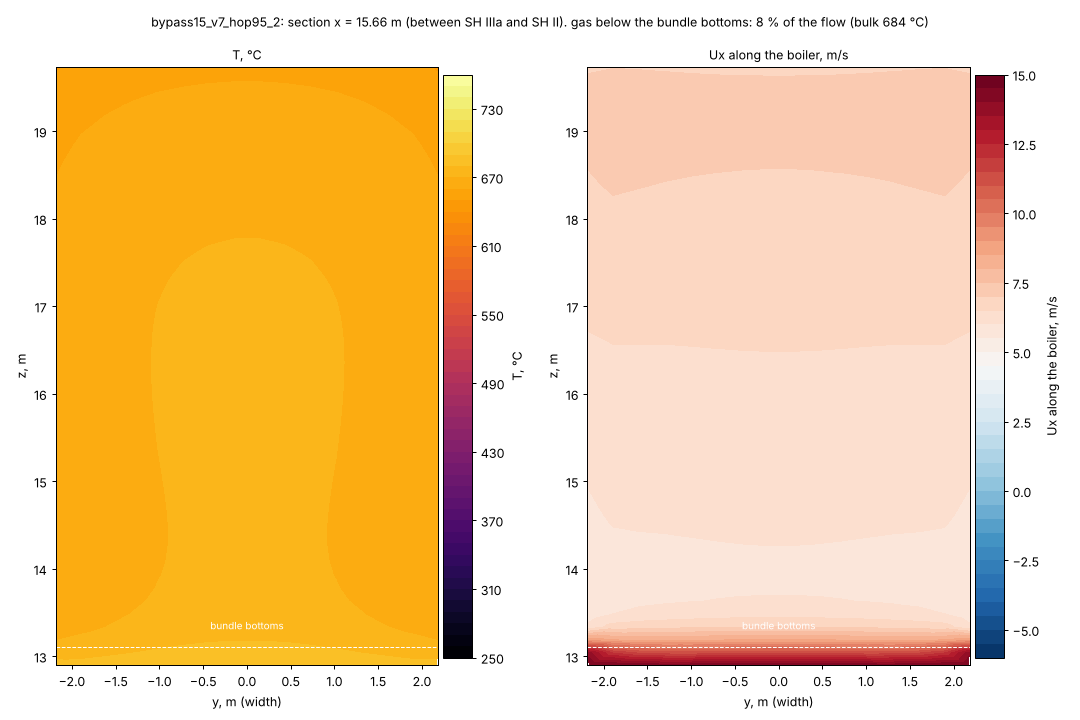 bypass15_v7_hop95_2: section x = 15.66 m (between SH IIIa and SH II). gas below the bundle bottoms: 8 % of the flow (bulk 684 °C)
T, °C
19
18
17
16
15
14
13
z, m
bundle bottoms
−2.0 −1.5 −1.0 −0.5 0.0 0.5 1.0 1.5 2.0
y, m (width)
730
670
610
550
490
430
370
310
250
T, °C
Ux along the boiler, m/s
19
18
17
16
15
14
13
z, m
bundle bottoms
−2.0 −1.5 −1.0 −0.5 0.0 0.5 1.0 1.5 2.0
y, m (width)
15.0
12.5
10.0
7.5
5.0
2.5
0.0
−2.5
−5.0
Ux along the boiler, m/s